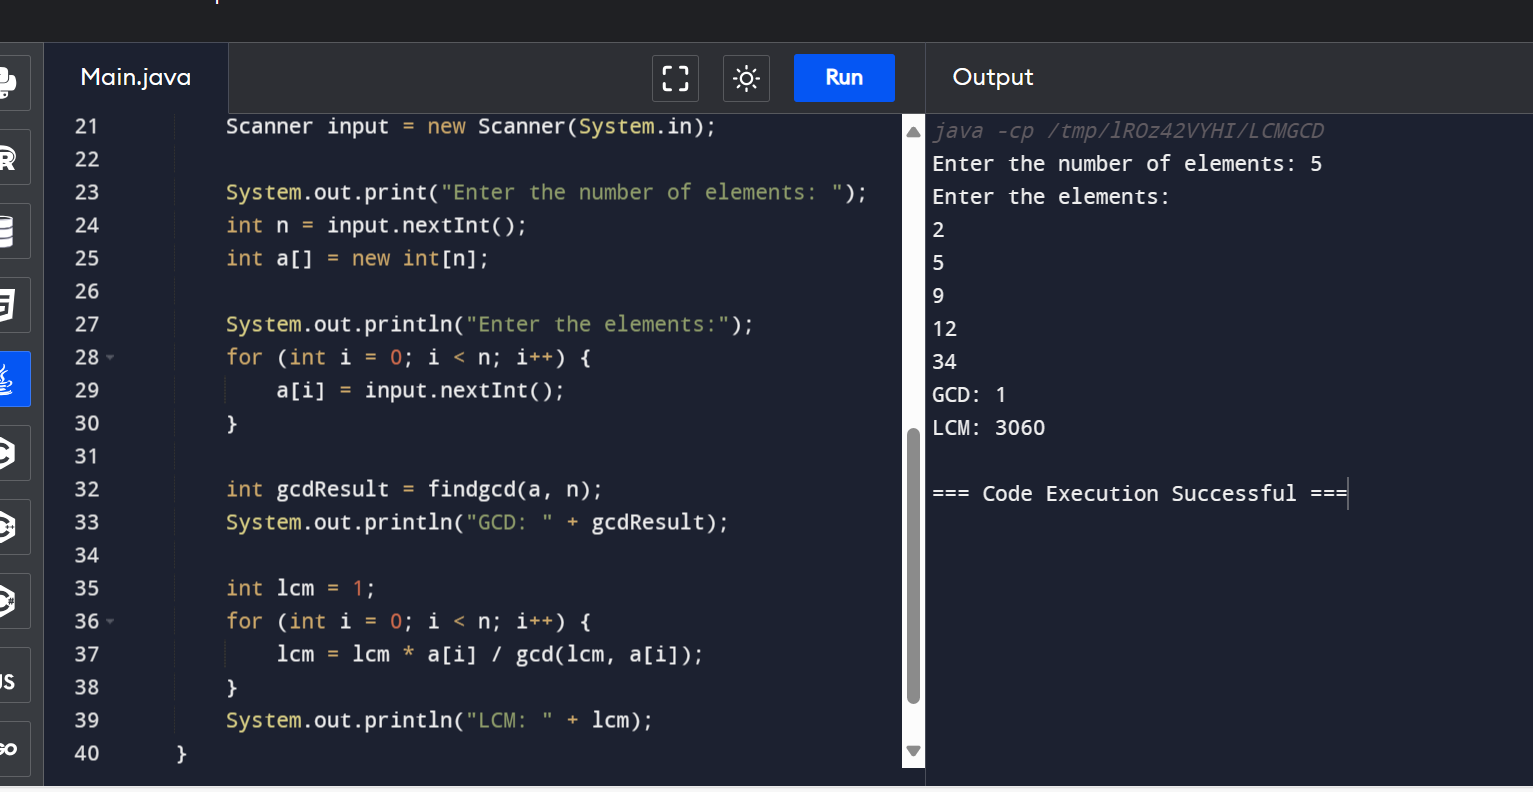 Main.java
Run
Output
21 Scanner input = new Scanner(System.in);
22
23 System.out.print("Enter the number of elements: ");
24 int n = input.nextInt();
25 int a[] = new int[n];
26
27 System.out.println("Enter the elements:");
28 for (int i = 0; i < n; i++) {
29 a[i] = input.nextInt();
30 }
31
32 int gcdResult = findgcd(a, n);
33 System.out.println("GCD: " + gcdResult);
34
35 int lcm = 1;
36 for (int i = 0; i < n; i++) {
37 lcm = lcm * a[i] / gcd(lcm, a[i]);
38 }
39 System.out.println("LCM: " + lcm);
40 }
java -cp /tmp/lROz42VYHI/LCMGCD
Enter the number of elements: 5
Enter the elements:
2
5
9
12
34
GCD: 1
LCM: 3060
=== Code Execution Successful ===